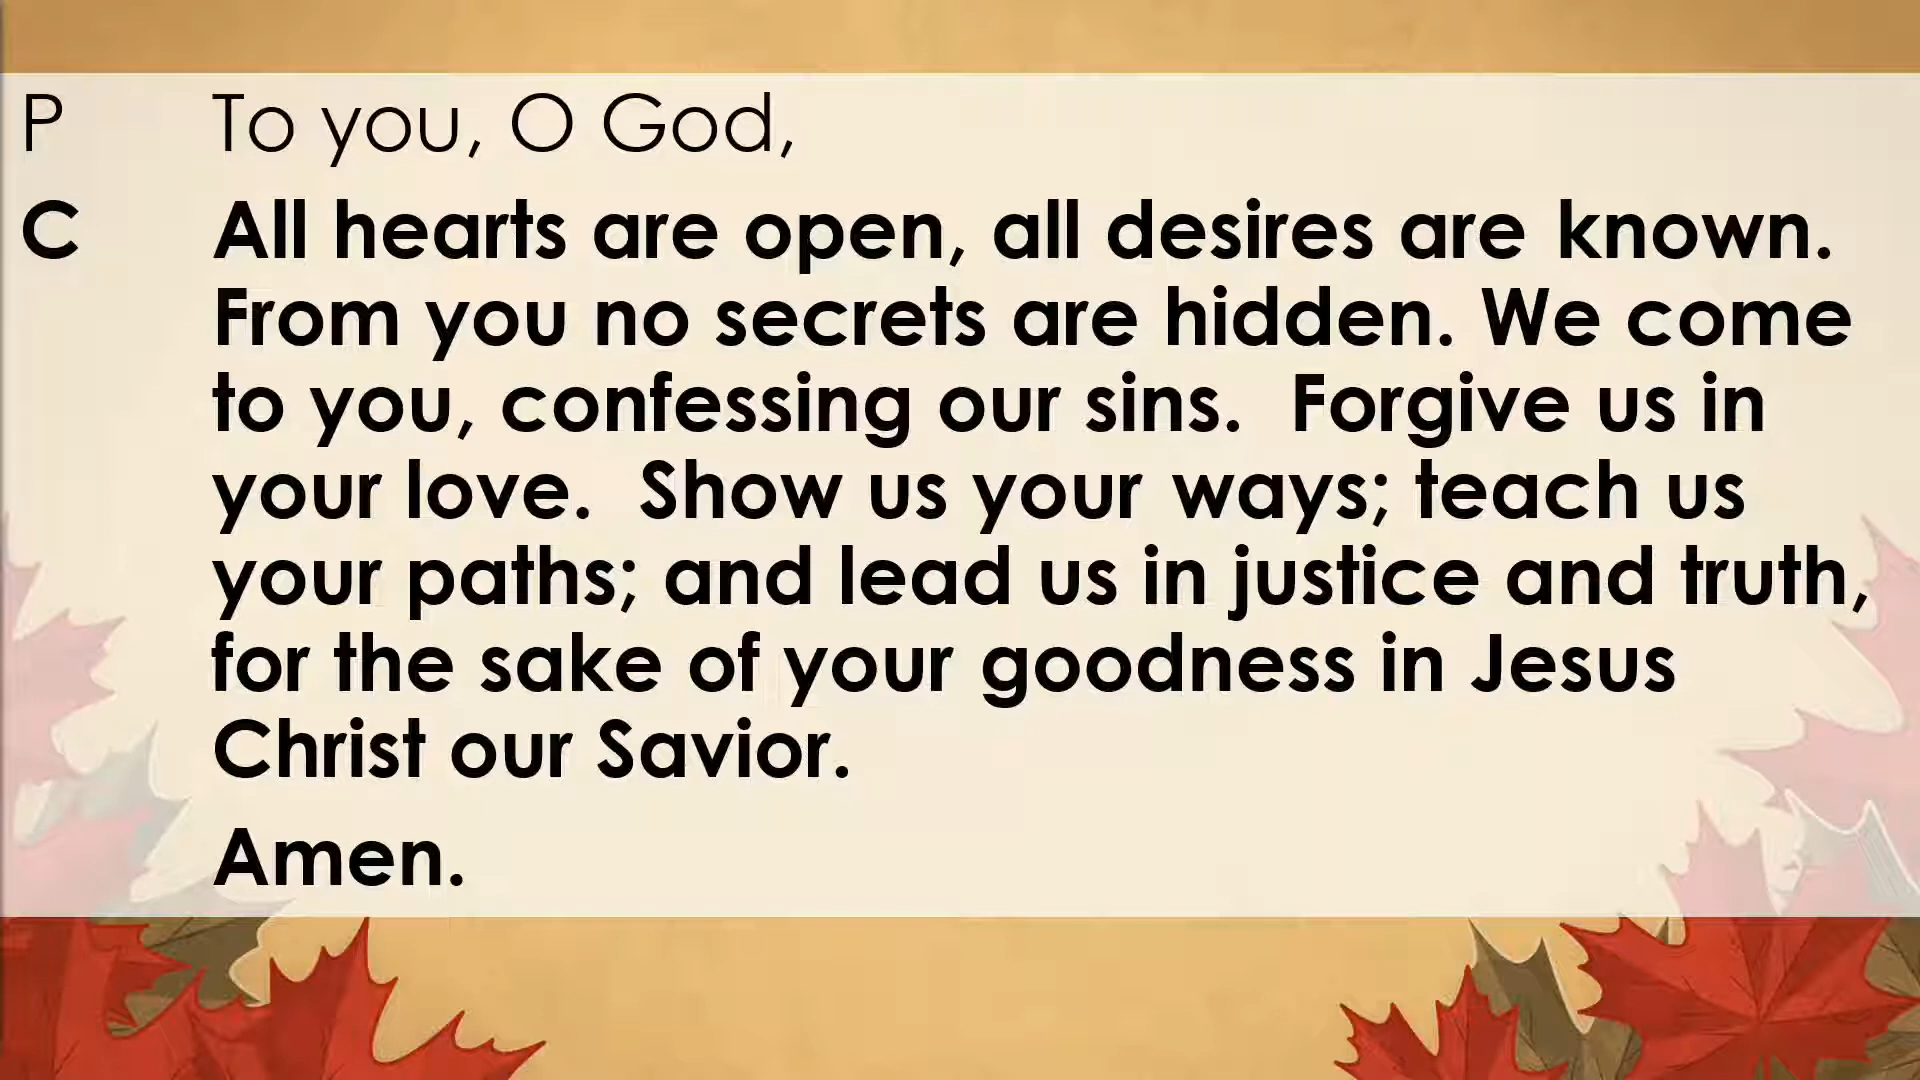 P To you, O God,
C All hearts are open, all desires are known.
From you no secrets are hidden. We come
to you, confessing our sins.  Forgive us in
your love.  Show us your ways; teach us
your paths; and lead us in justice and truth,
for the sake of your goodness in Jesus
Christ our Savior.
Amen.